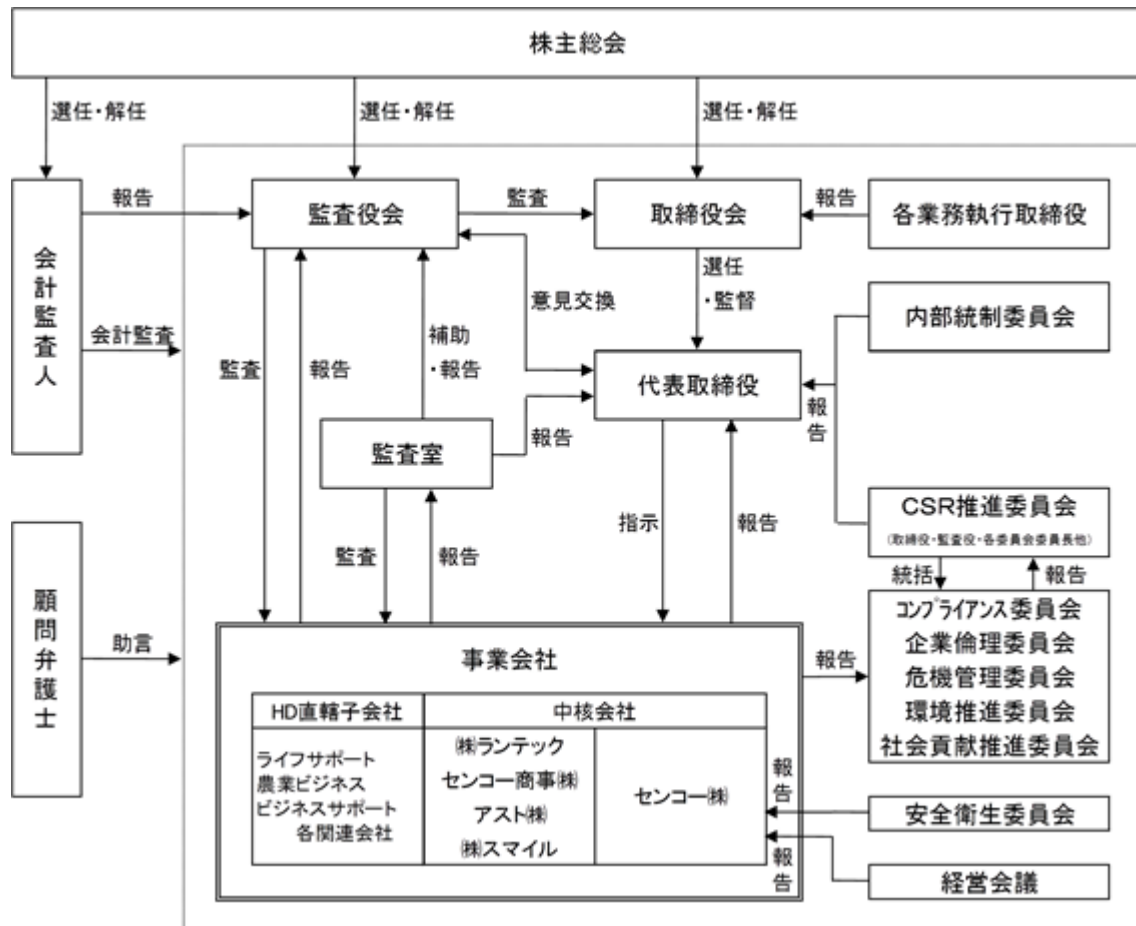 株主総会
選任・解任
選任・解任
選任・解任
会計監査人
報告
監査役会
監査
取締役会
報告
各業務執行取締役
選任
・監督
意見交換
内部統制委員会
会計監査
補助
・報告
監査
報告
代表取締役
報告
監査室
報告
CSR推進委員会
(取締役・監査役・各委員会委員長他)
指示
報告
監査
報告
統括
報告
顧問弁護士
助言
コンプライアンス委員会
企業倫理委員会
危機管理委員会
環境推進委員会
社会貢献推進委員会
事業会社
報告
HD直轄子会社
中核会社
ライフサポート
農業ビジネス
ビジネスサポート
各関連会社
㈱ランテック
センコー商事㈱
アスト㈱
㈱スマイル
センコー㈱
報告
安全衛生委員会
報告
経営会議